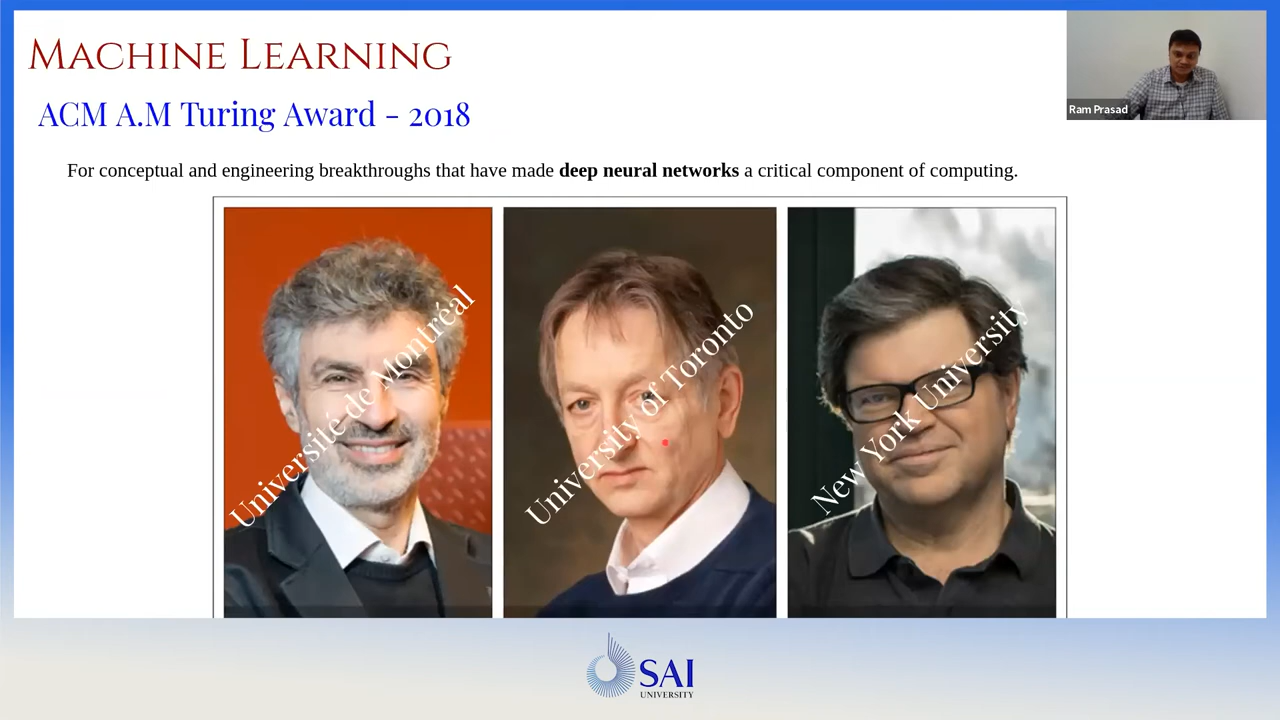 Machine Learning
ACM A.M Turing Award - 2018
Ram Prasad
For conceptual and engineering breakthroughs that have made deep neural networks a critical component of computing.
Université de Montréal
University of Toronto
New York University
SAI
UNIVERSITY